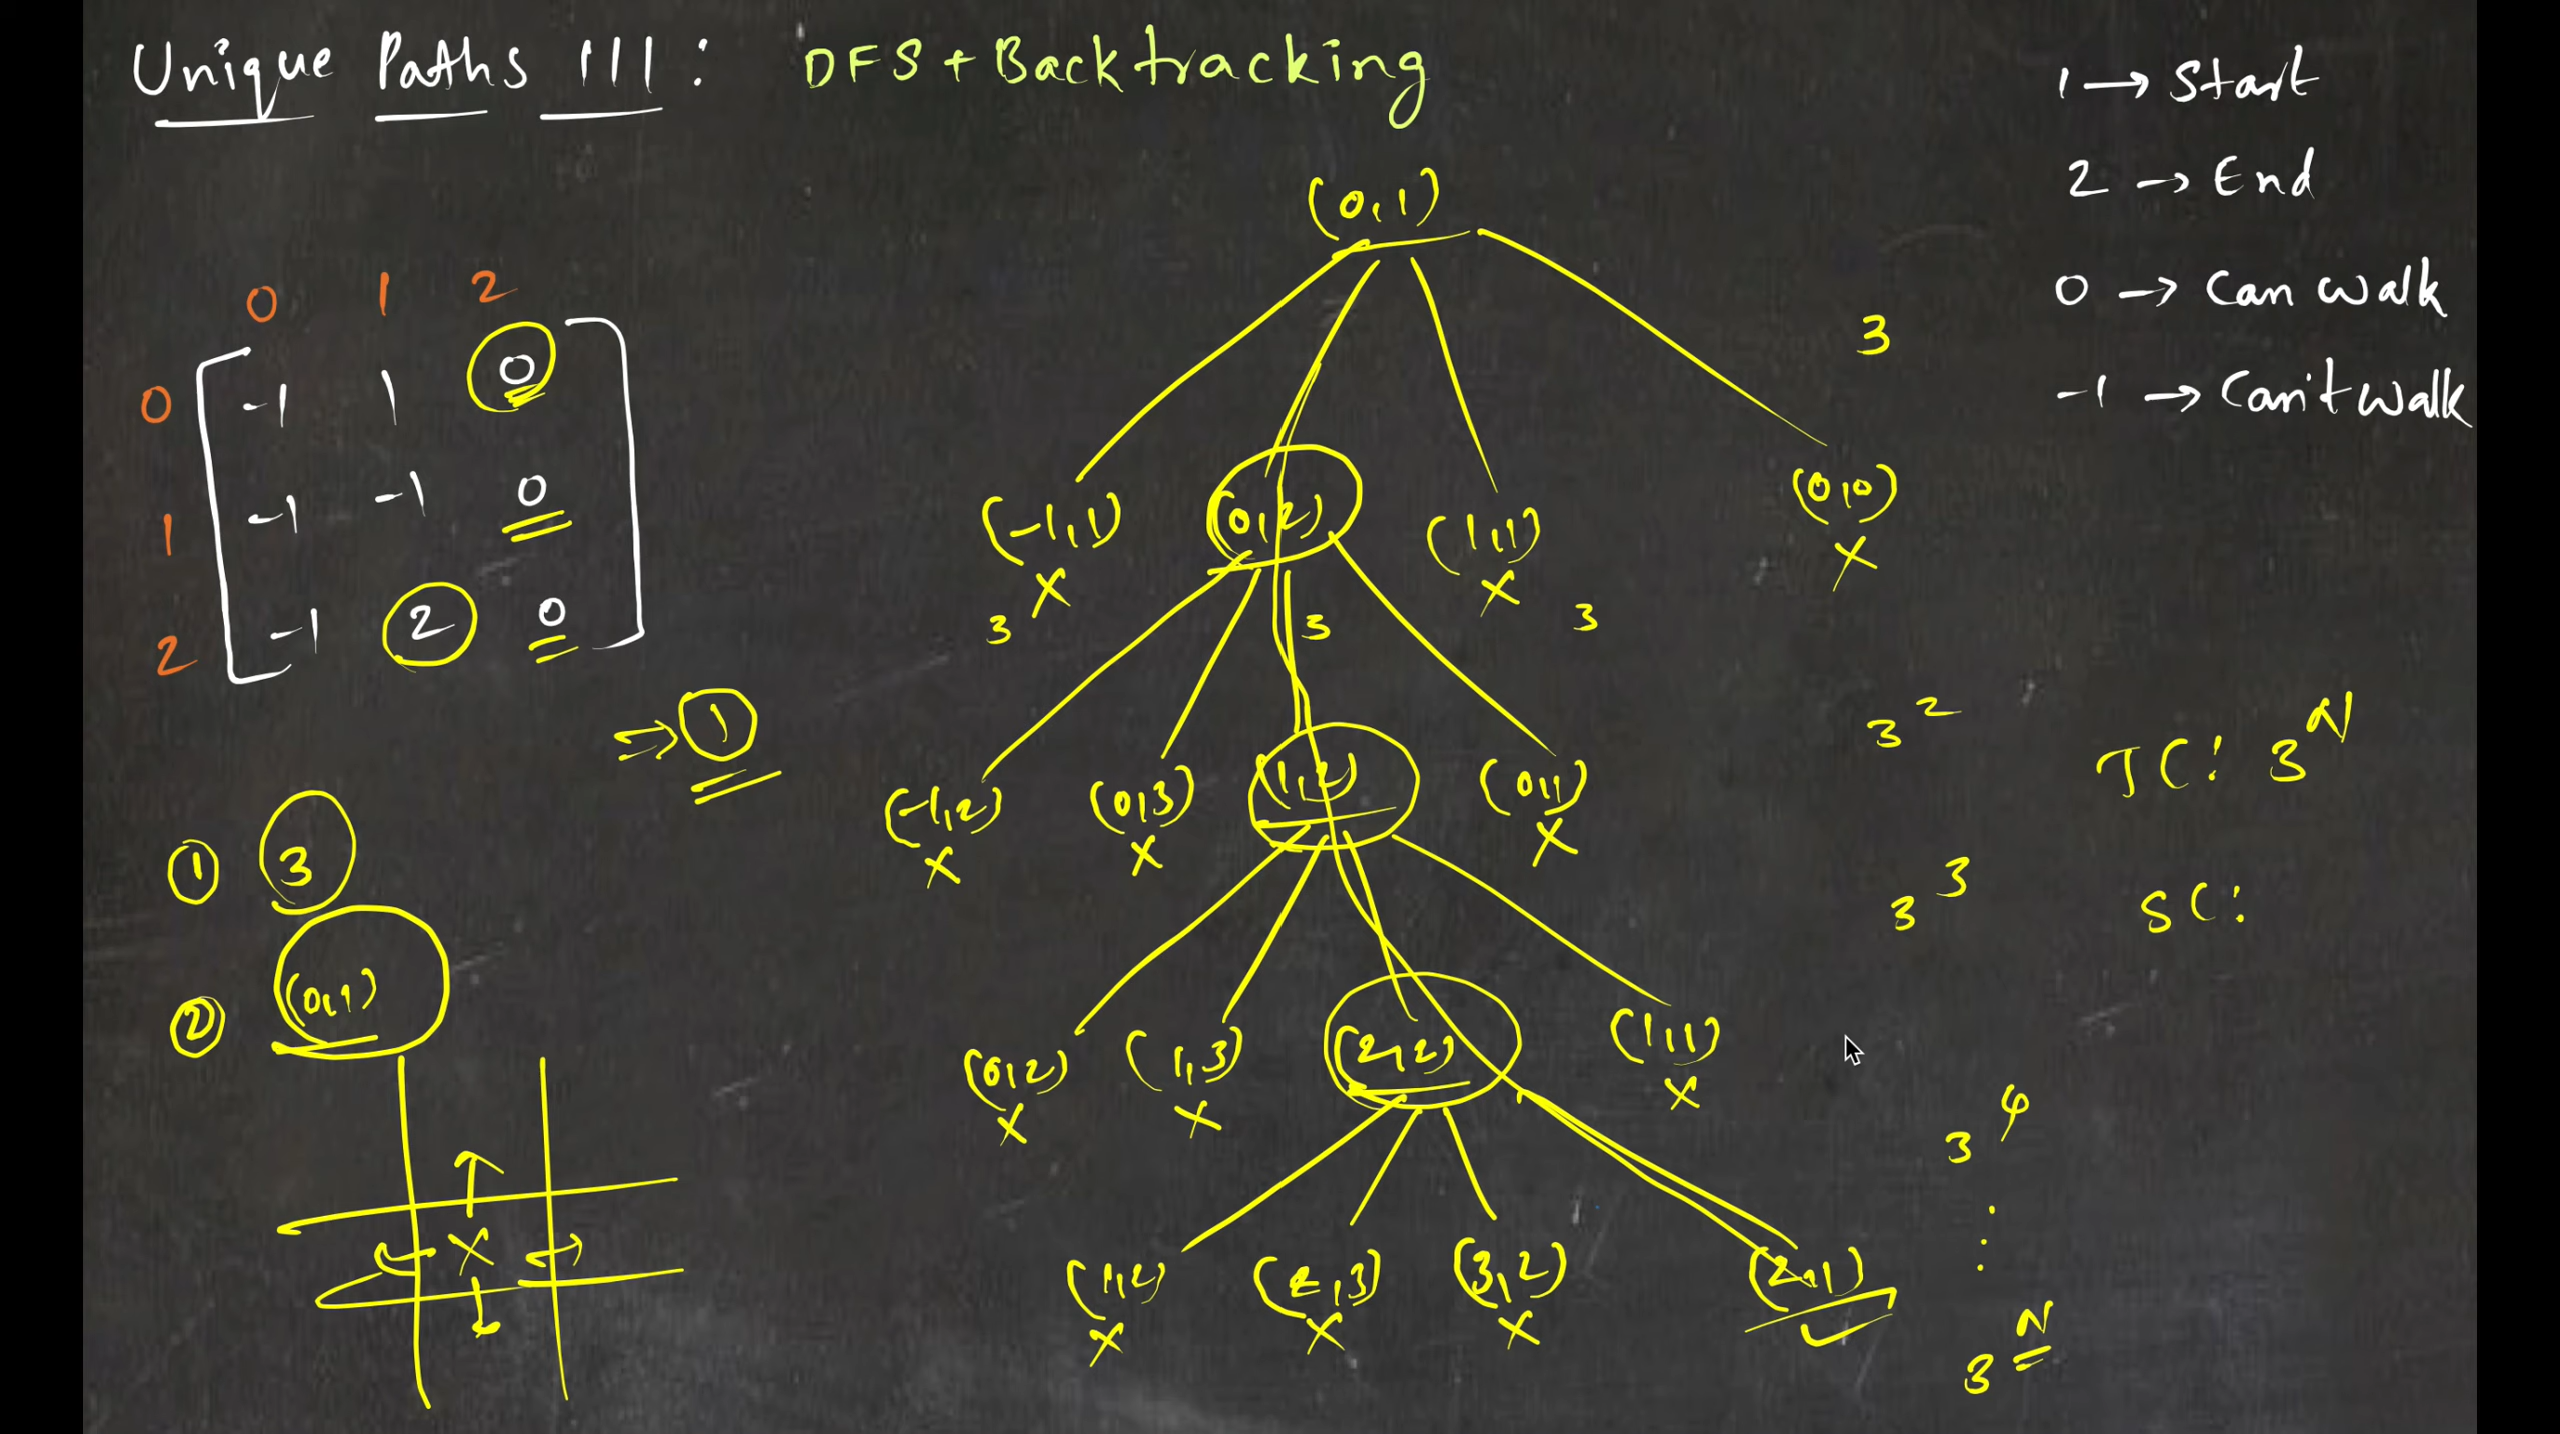 Unique Paths III : DFS + Backtracking
1 → Start
2 → End
0 → Can walk
-1 → Can't walk
0 1 2
0 -1 1 0
1 -1 -1 0
2 -1 2 0
⇒ 1
① 3
② (0,1)
X
(0,1)
3
(-1,1) (0,2) (1,1) (0,0)
X X X
3 3 3
3²
(-1,2) (0,3) (1,2) (0,1)
X X X
3³
(0,2) (1,3) (2,2) (1,1)
X X X
3⁴
(1,2) (2,3) (3,2) (2,1)
X X X ✓
3^N
TC: 3^N
SC: